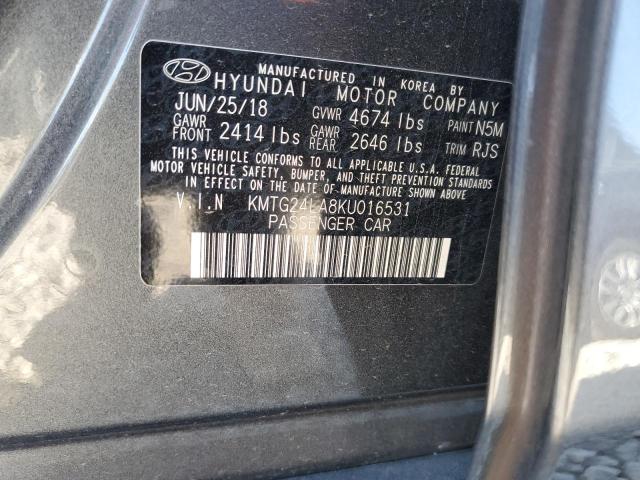 MANUFACTURED IN KOREA BY
HYUNDAI MOTOR COMPANY
JUN/25/18 GVWR 4674 lbs PAINT N5M
GAWR FRONT 2414 lbs GAWR REAR 2646 lbs TRIM RJS
THIS VEHICLE CONFORMS TO ALL APPLICABLE U.S.A. FEDERAL
MOTOR VEHICLE SAFETY, BUMPER, AND THEFT PREVENTION STANDARDS
IN EFFECT ON THE DATE OF MANUFACTURE SHOWN ABOVE.
V.I.N KMTG24LA8KU016531
PASSENGER CAR